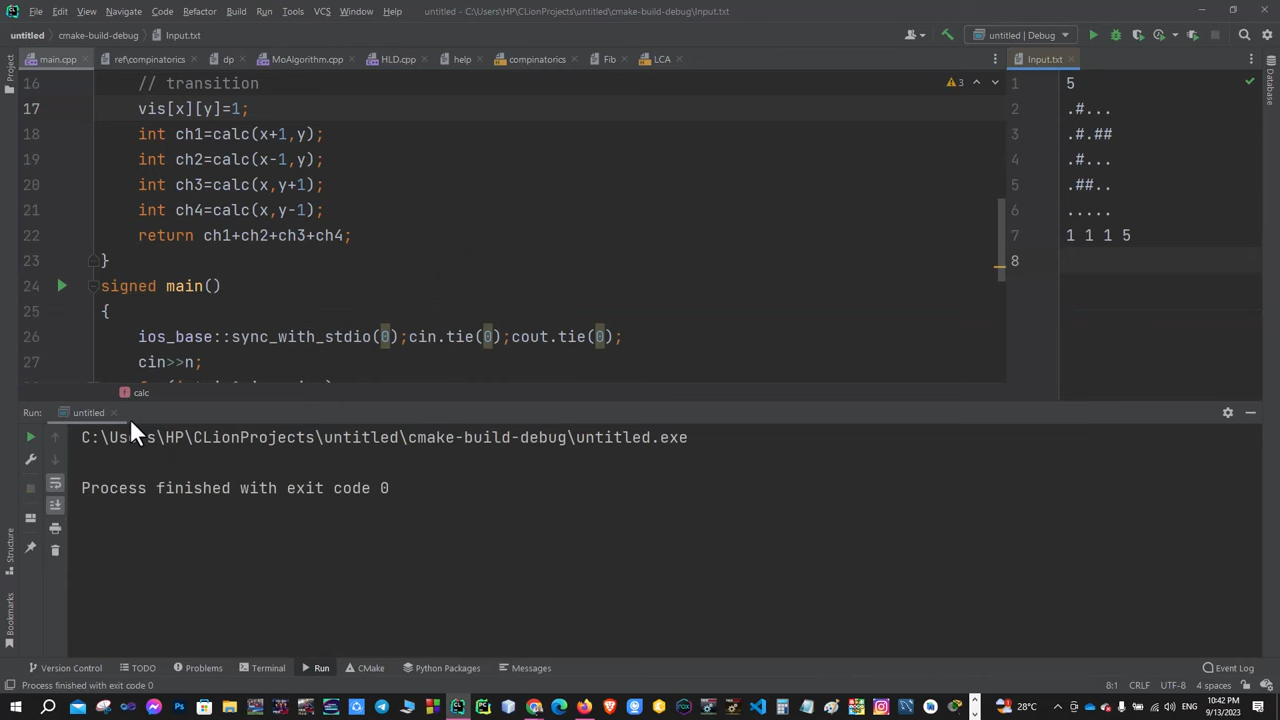 File Edit View Navigate Code Refactor Build Run Tools VCS Window Help untitled - C:\Users\HP\CLionProjects\untitled\cmake-build-debug\Input.txt
untitled cmake-build-debug Input.txt untitled | Debug
main.cpp ref\compinatorics dp MoAlgorithm.cpp HLD.cpp help compinatorics Fib LCA Input.txt
Project
Database
16 // transition
17 vis[x][y]=1;
18 int ch1=calc(x+1,y);
19 int ch2=calc(x-1,y);
20 int ch3=calc(x,y+1);
21 int ch4=calc(x,y-1);
22 return ch1+ch2+ch3+ch4;
23 }
24 signed main()
25 {
26 ios_base::sync_with_stdio(0);cin.tie(0);cout.tie(0);
27 cin>>n;
3
1 5
2 .#...
3 .#.##
4 .#...
5 .##..
6 .....
7 1 1 1 5
8
calc
Run: untitled
C:\Users\HP\CLionProjects\untitled\cmake-build-debug\untitled.exe
Process finished with exit code 0
Structure
Bookmarks
Version Control TODO Problems Terminal Run CMake Python Packages Messages Event Log
Process finished with exit code 0 8:1 CRLF UTF-8 4 spaces
28°C ENG 10:42 PM
9/13/2023